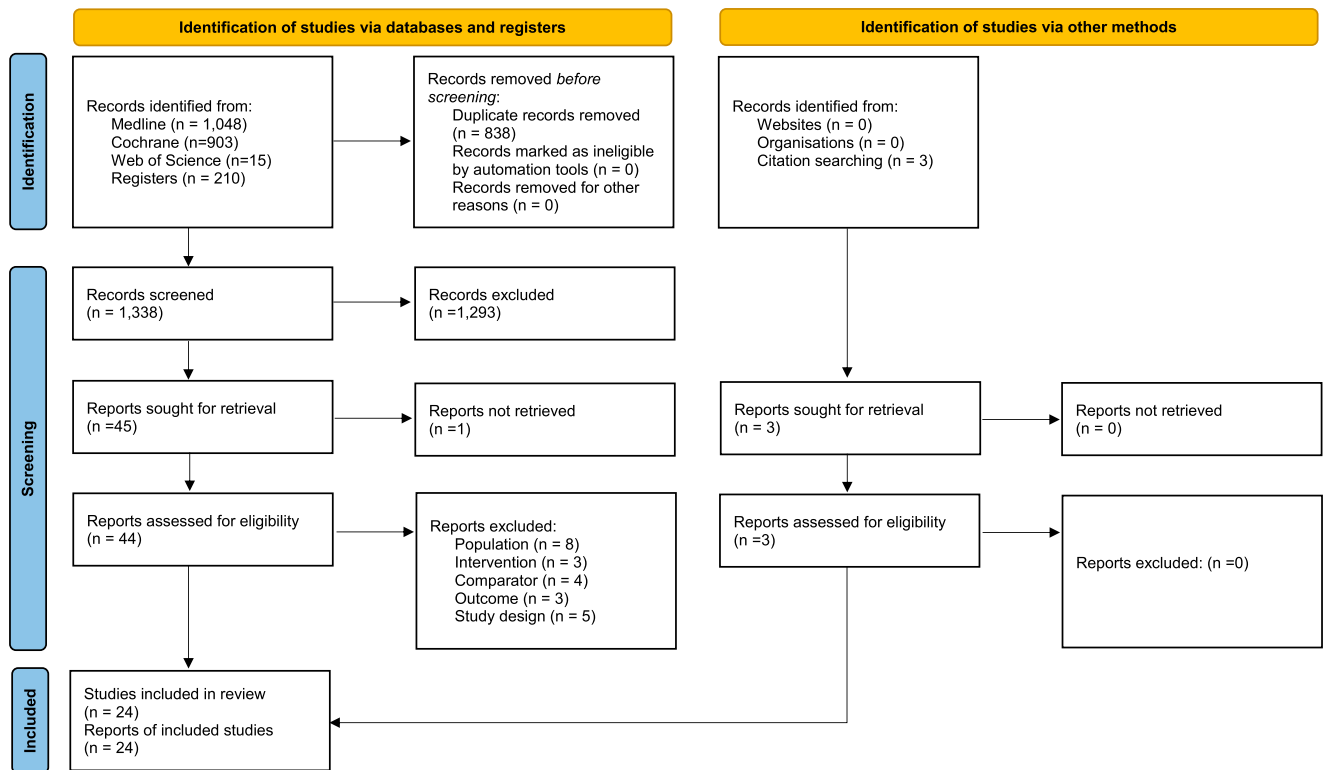 Identification of studies via databases and registers
Identification of studies via other methods
Identification
Records identified from:
Medline (n = 1,048)
Cochrane (n=903)
Web of Science (n=15)
Registers (n = 210)
Records removed before
screening:
Duplicate records removed
(n = 838)
Records marked as ineligible
by automation tools (n = 0)
Records removed for other
reasons (n = 0)
Records identified from:
Websites (n = 0)
Organisations (n = 0)
Citation searching (n = 3)
Screening
Records screened
(n = 1,338)
Records excluded
(n =1,293)
Reports sought for retrieval
(n =45)
Reports not retrieved
(n =1)
Reports sought for retrieval
(n = 3)
Reports not retrieved
(n = 0)
Reports assessed for eligibility
(n = 44)
Reports excluded:
Population (n = 8)
Intervention (n = 3)
Comparator (n = 4)
Outcome (n = 3)
Study design (n = 5)
Reports assessed for eligibility
(n =3)
Reports excluded: (n =0)
Included
Studies included in review
(n = 24)
Reports of included studies
(n = 24)